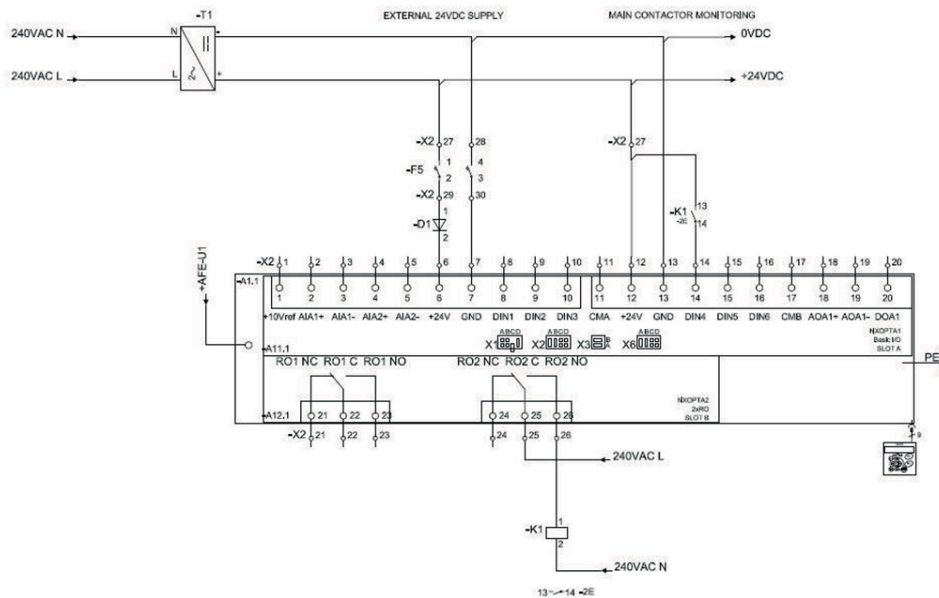 -T1 EXTERNAL 24VDC SUPPLY MAIN CONTACTOR MONITORING
240VAC N N - 0VDC
240VAC L L + +24VDC
-X2 27 28 -X2 27
1 4
-F5
2 3
-X2 29 30
1 13
-D1 -K1
-2E
2 14
+AFE-U1
-X2 1 2 3 4 5 6 7 8 9 10 11 12 13 14 15 16 17 18 19 20
-A1.1
1 2 3 4 5 6 7 8 9 10 11 12 13 14 15 16 17 18 19 20
+10Vref AIA1+ AIA1- AIA2+ AIA2- +24V GND DIN1 DIN2 DIN3 CMA +24V GND DIN4 DIN5 DIN6 CMB AOA1+ AOA1- DOA1
ABCD ABCD ABCD
X1 X2 X3 B A X6
NXOPTA1
Basic I/O
SLOT A
-A11.1
PE
RO1 NC RO1 C RO1 NO RO2 NC RO2 C RO2 NO
NXOPTA2
2xRO
SLOT B
-A12.1 21 22 23 24 25 26
-X2 21 22 23 24 25 26
9
240VAC L
1
-K1
2
240VAC N
13 14 -2E